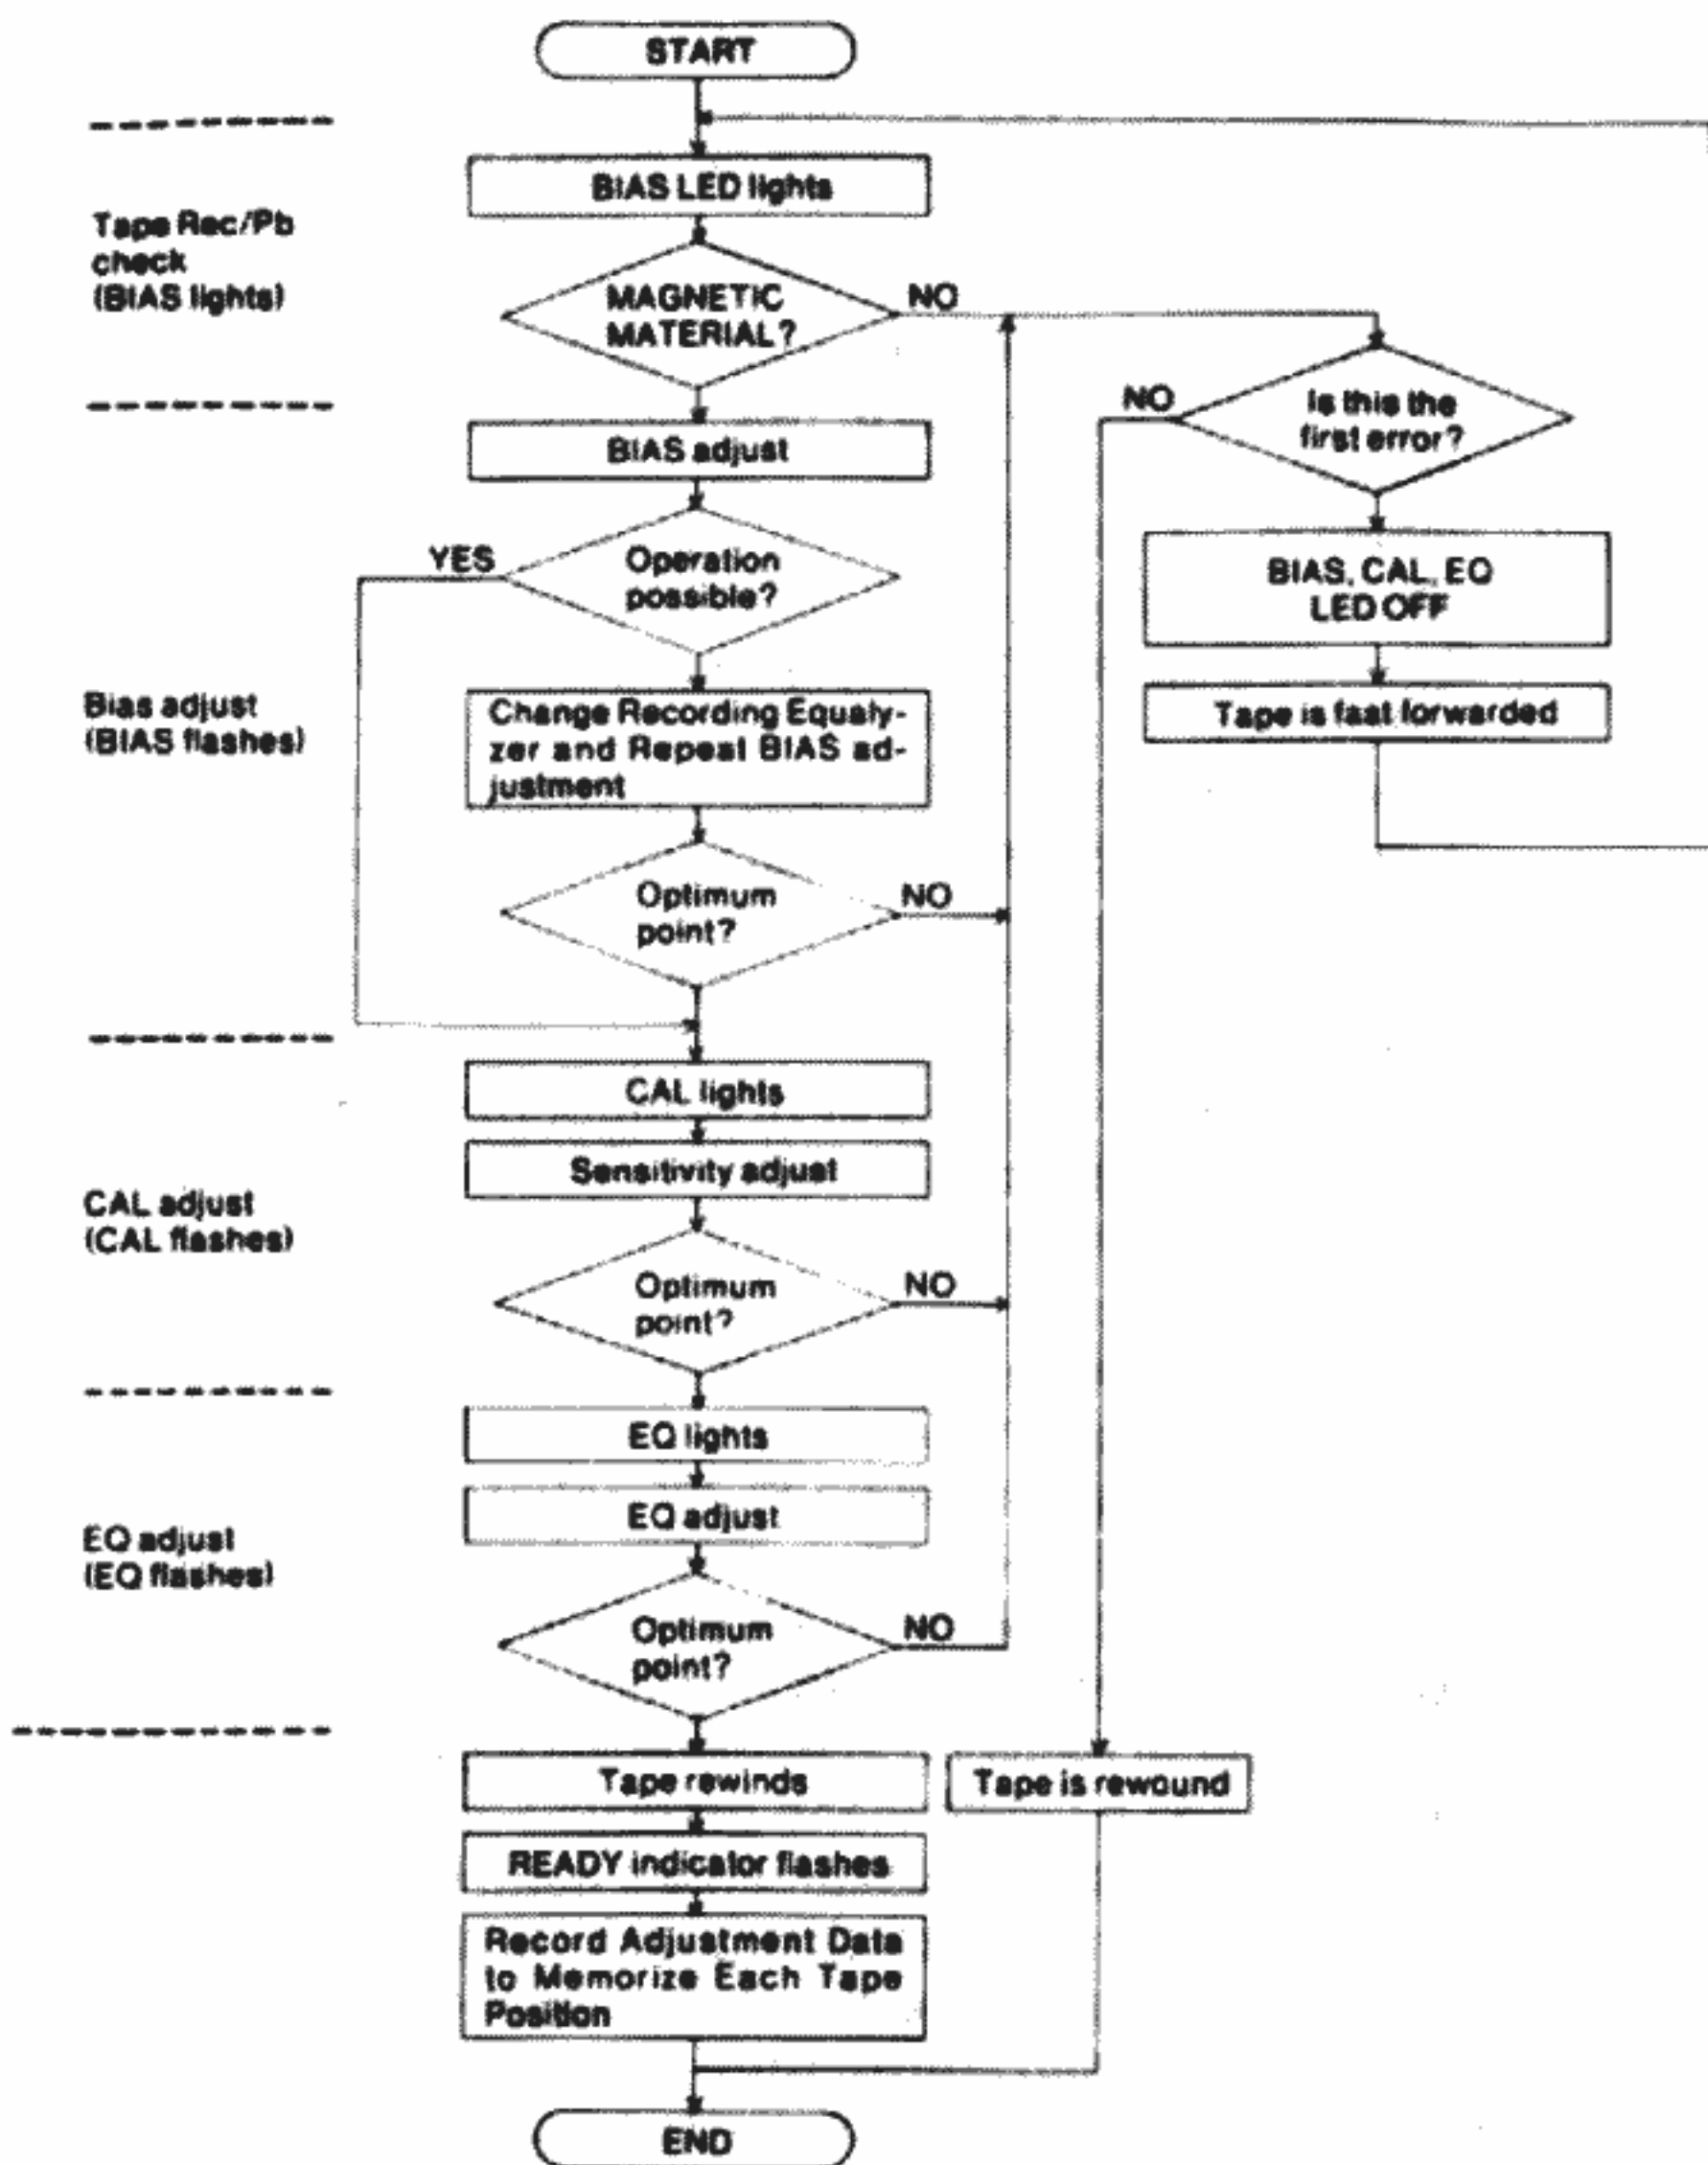 START
BIAS LED lights
Tape Rec/Pb
check
(BIAS lights)
MAGNETIC
MATERIAL?
NO
NO
Is this the
first error?
BIAS adjust
YES
Operation
possible?
BIAS, CAL, EQ
LED OFF
Bias adjust
(BIAS flashes)
Change Recording Equaly-
zer and Repeat BIAS ad-
justment
Tape is fast forwarded
Optimum
point?
NO
CAL lights
Sensitivity adjust
CAL adjust
(CAL flashes)
Optimum
point?
NO
EQ lights
EQ adjust
EQ adjust
(EQ flashes)
Optimum
point?
NO
Tape rewinds
Tape is rewound
READY indicator flashes
Record Adjustment Data
to Memorize Each Tape
Position
END